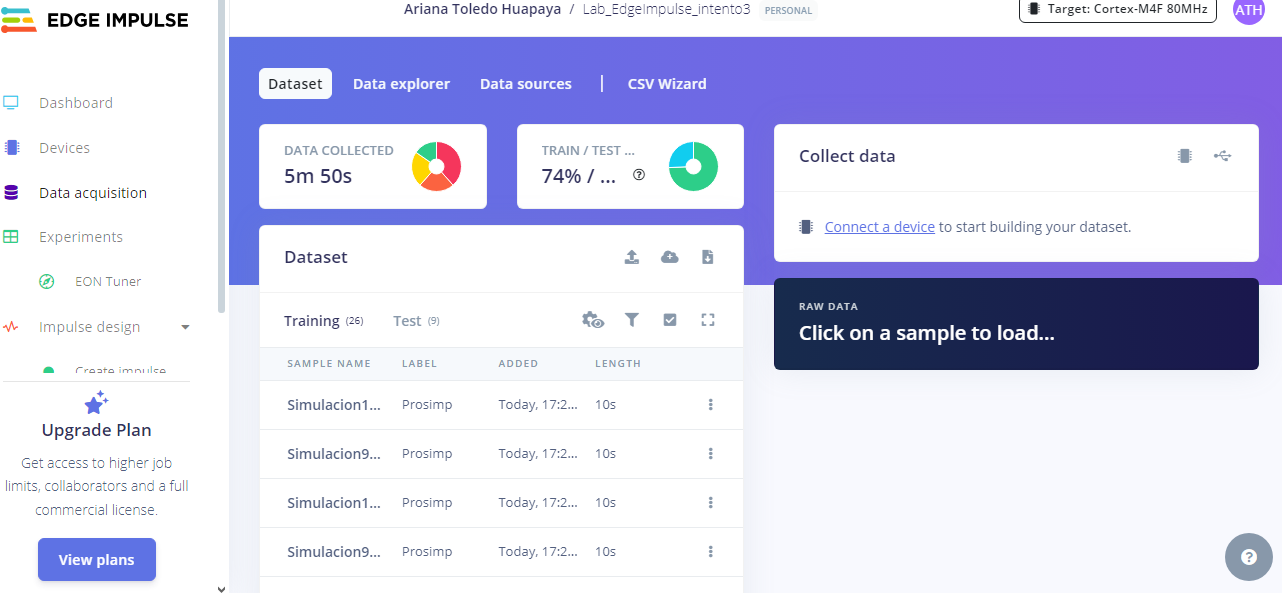 EDGE IMPULSE
Ariana Toledo Huapaya / Lab_EdgeImpulse_intento3 PERSONAL
Target: Cortex-M4F 80MHz
ATH
Dashboard
Devices
Data acquisition
Experiments
EON Tuner
Impulse design
Create impulse
Upgrade Plan
Get access to higher job
limits, collaborators and a full
commercial license.
View plans
Dataset Data explorer Data sources | CSV Wizard
DATA COLLECTED
5m 50s
TRAIN / TEST ...
74% / ...
Collect data
Connect a device to start building your dataset.
RAW DATA
Click on a sample to load...
Dataset
Training (26) Test (9)
SAMPLE NAME LABEL ADDED LENGTH
Simulacion1... Prosimp Today, 17:2... 10s
Simulacion9... Prosimp Today, 17:2... 10s
Simulacion1... Prosimp Today, 17:2... 10s
Simulacion9... Prosimp Today, 17:2... 10s